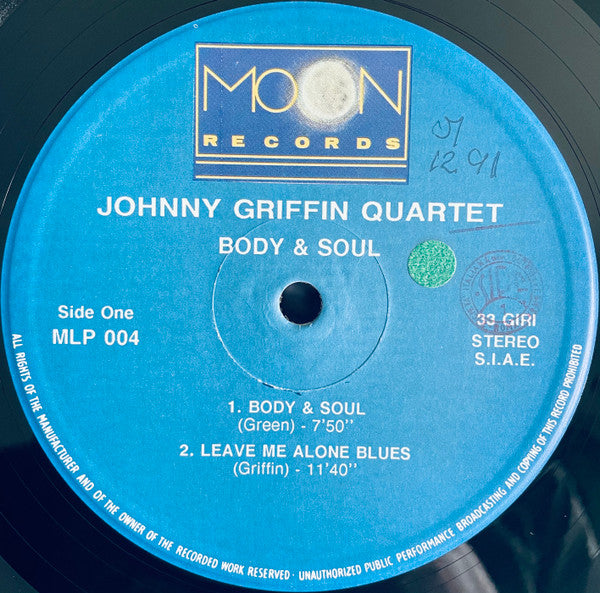 MOON
RECORDS
12.91
JOHNNY GRIFFIN QUARTET
BODY & SOUL
Side One
MLP 004
33 GIRI
STEREO
S.I.A.E.
1. BODY & SOUL
(Green) - 7'50''
2. LEAVE ME ALONE BLUES
(Griffin) - 11'40''
ALL RIGHTS OF THE MANUFACTURER AND OF THE OWNER OF THE RECORDED WORK RESERVED · UNAUTHORIZED PUBLIC PERFORMANCE BROADCASTING AND COPYING OF THIS RECORD PROHIBITED